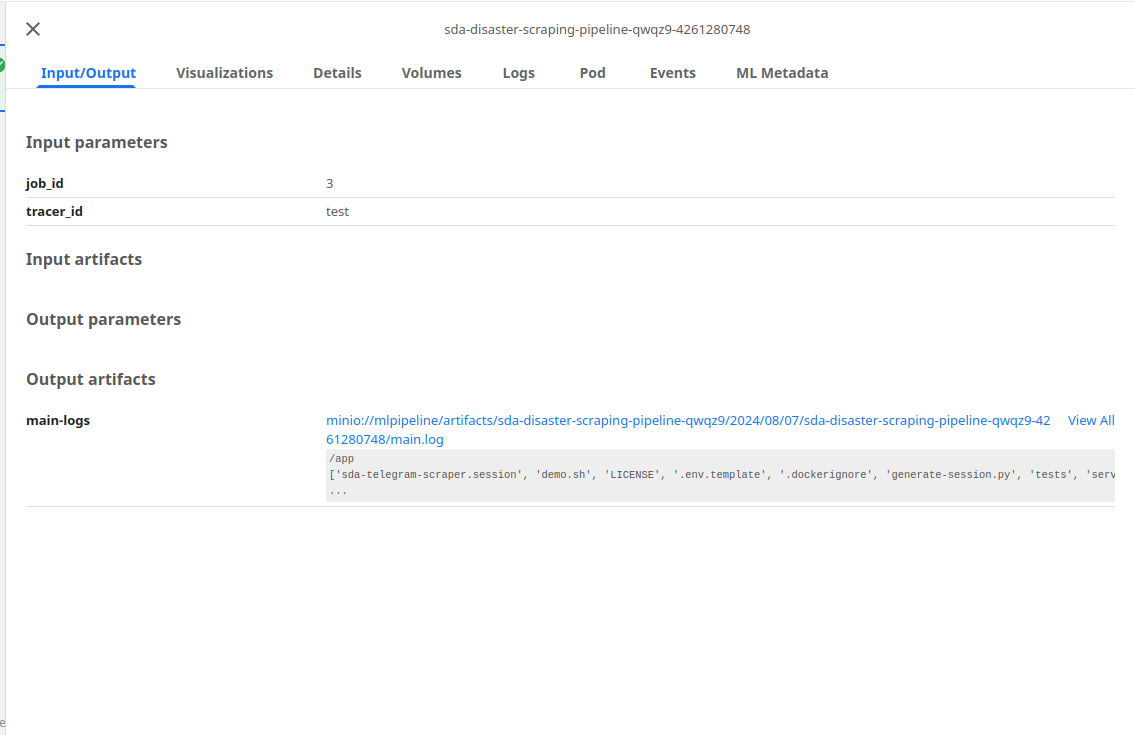 sda-disaster-scraping-pipeline-qwqz9-4261280748
Input/Output Visualizations Details Volumes Logs Pod Events ML Metadata
Input parameters
job_id 3
tracer_id test
Input artifacts
Output parameters
Output artifacts
main-logs minio://mlpipeline/artifacts/sda-disaster-scraping-pipeline-qwqz9/2024/08/07/sda-disaster-scraping-pipeline-qwqz9-42 View All
61280748/main.log
/app
['sda-telegram-scraper.session', 'demo.sh', 'LICENSE', '.env.template', '.dockerignore', 'generate-session.py', 'tests', 'serv
...
e